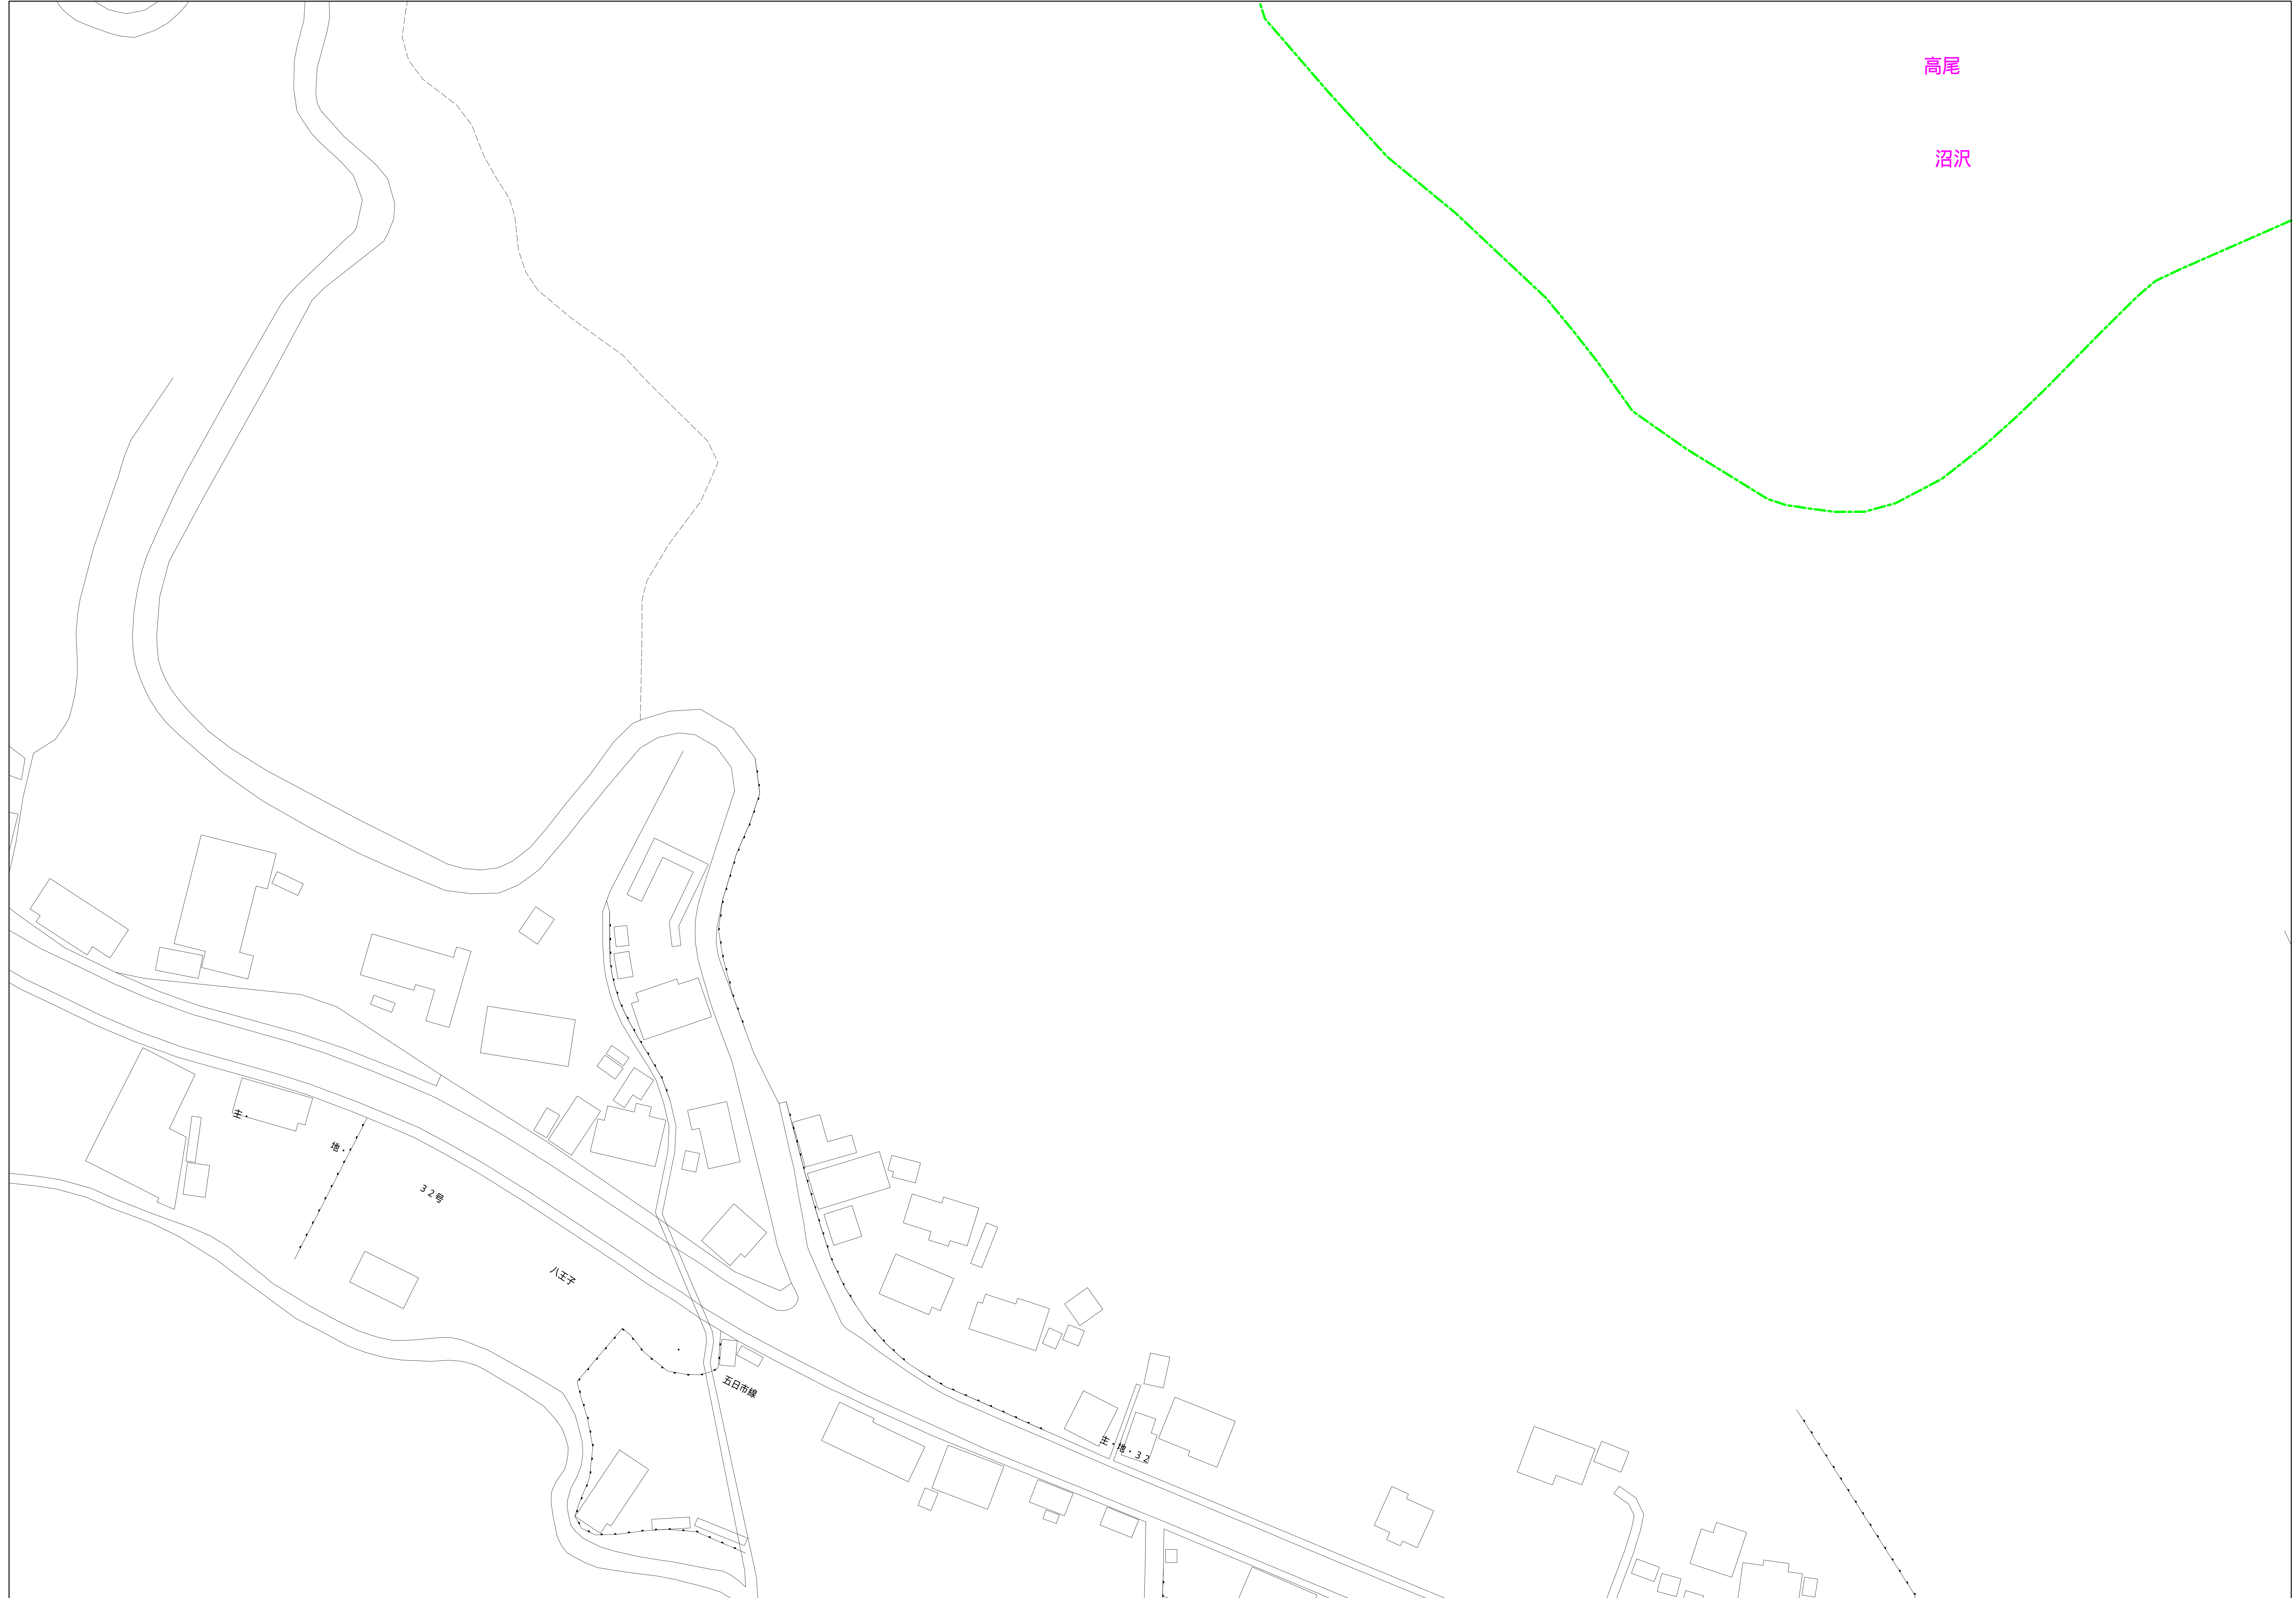 高尾
沼沢
主・
地・
３２号
八王子
五日市線
主・地・３２